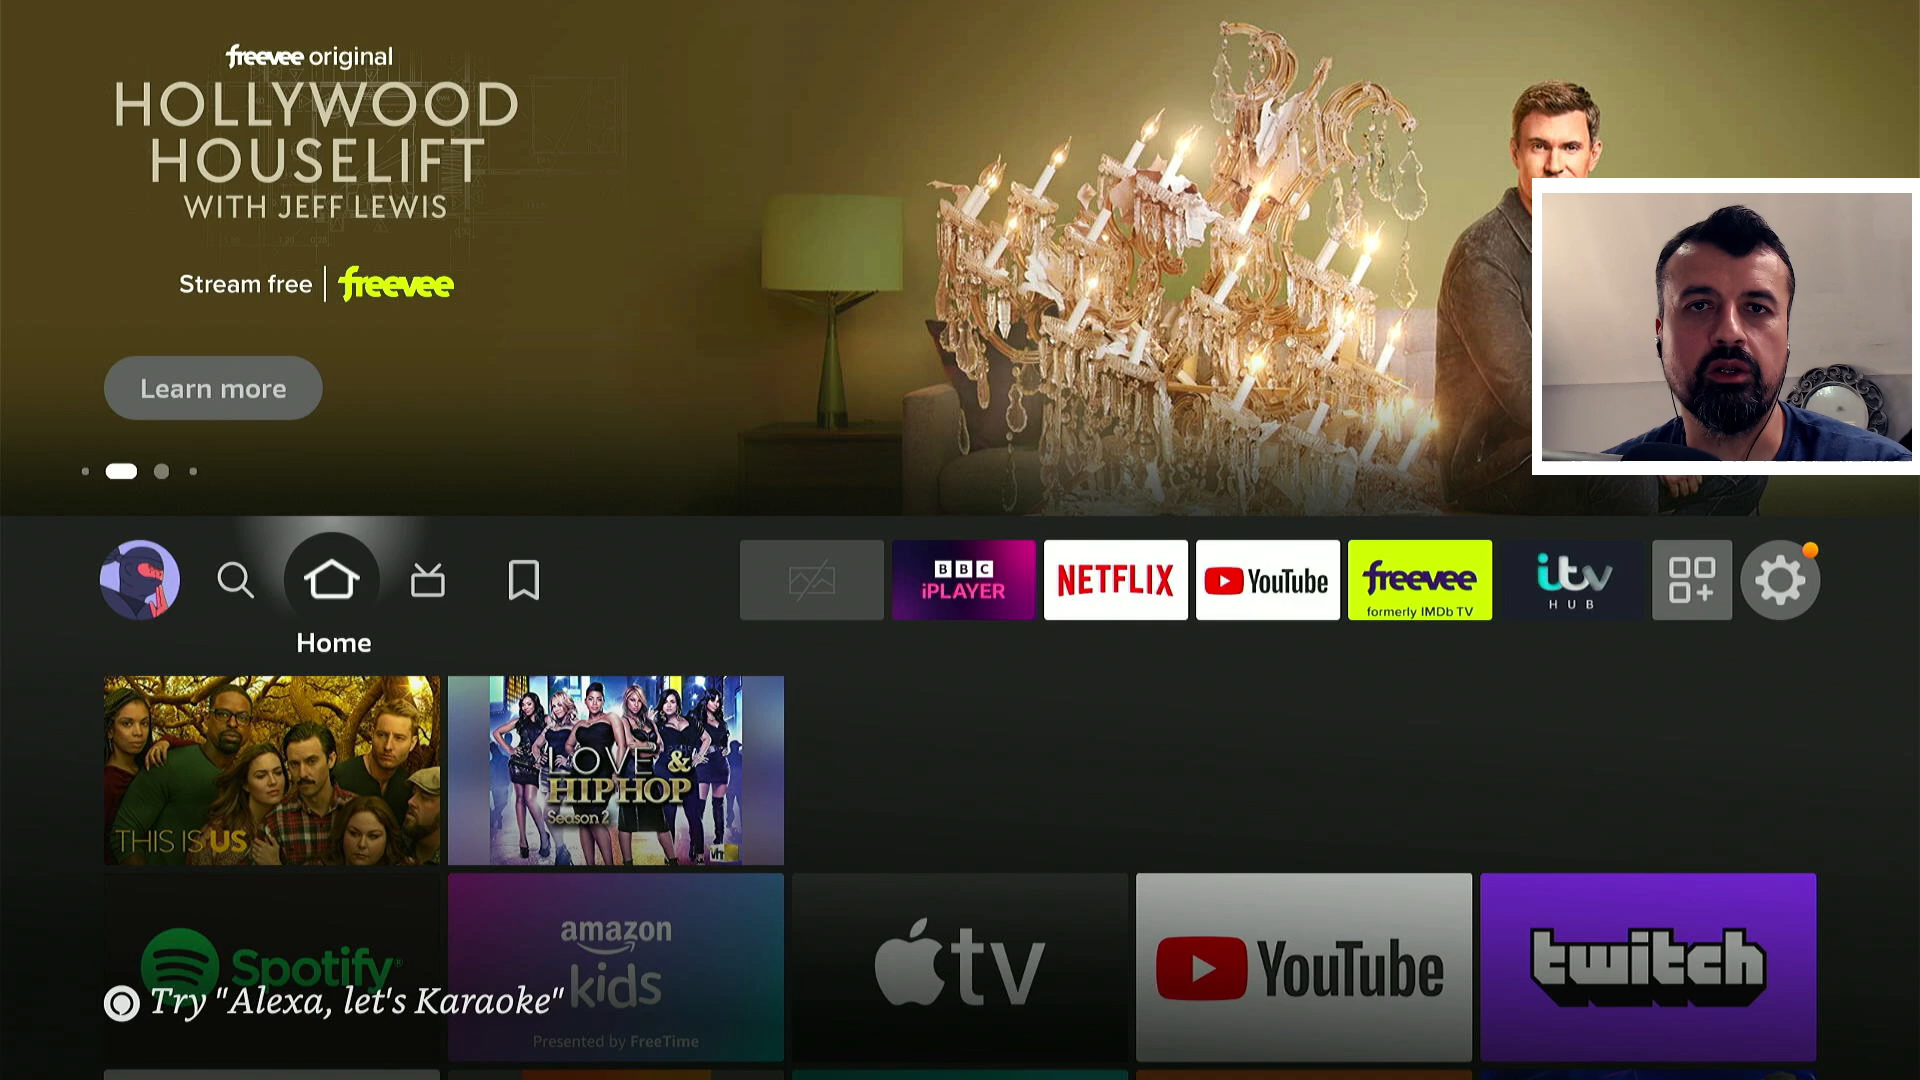 freevee original
HOLLYWOOD
HOUSELIFT
WITH JEFF LEWIS
Stream free | freevee
Learn more
BBC
iPLAYER
NETFLIX
YouTube
freevee
formerly IMDb TV
itv
HUB
Home
THIS IS US
LOVE &
HIPHOP
Season 2
VH1
Spotify
amazon
kids
Presented by FreeTime
tv
YouTube
twitch
Try "Alexa, let's Karaoke"